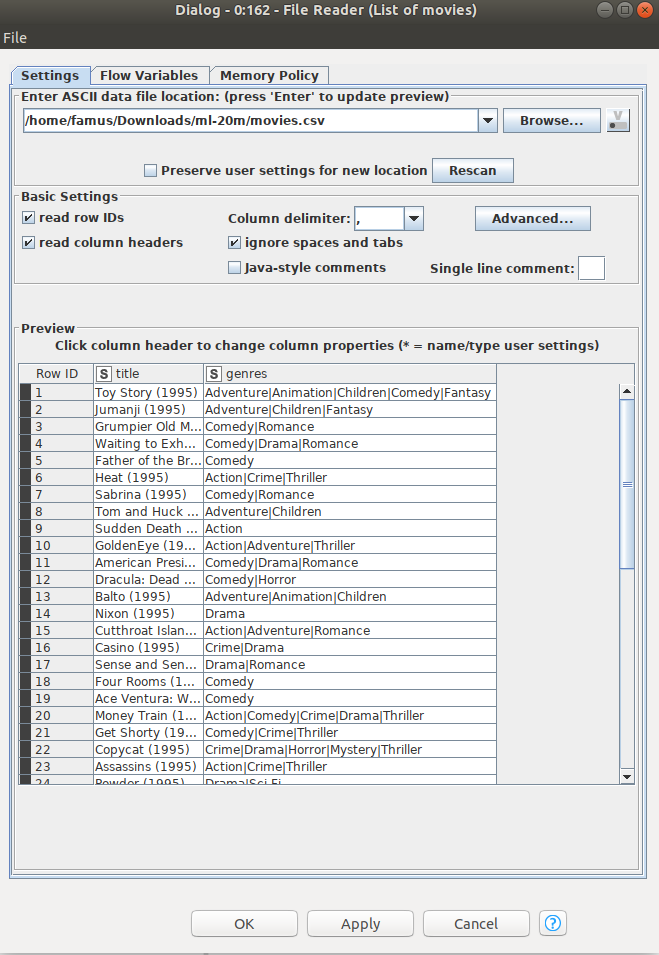 Dialog - 0:162 - File Reader (List of movies)
File
Settings Flow Variables Memory Policy
Enter ASCII data file location: (press 'Enter' to update preview)
/home/famus/Downloads/ml-20m/movies.csv Browse... V
Preserve user settings for new location Rescan
Basic Settings
read row IDs Column delimiter: , Advanced...
read column headers ignore spaces and tabs
Java-style comments Single line comment:
Preview
Click column header to change column properties (* = name/type user settings)
Row ID S title S genres
1 Toy Story (1995) Adventure|Animation|Children|Comedy|Fantasy
2 Jumanji (1995) Adventure|Children|Fantasy
3 Grumpier Old M... Comedy|Romance
4 Waiting to Exh... Comedy|Drama|Romance
5 Father of the Br... Comedy
6 Heat (1995) Action|Crime|Thriller
7 Sabrina (1995) Comedy|Romance
8 Tom and Huck ... Adventure|Children
9 Sudden Death ... Action
10 GoldenEye (19... Action|Adventure|Thriller
11 American Presi... Comedy|Drama|Romance
12 Dracula: Dead ... Comedy|Horror
13 Balto (1995) Adventure|Animation|Children
14 Nixon (1995) Drama
15 Cutthroat Islan... Action|Adventure|Romance
16 Casino (1995) Crime|Drama
17 Sense and Sen... Drama|Romance
18 Four Rooms (1... Comedy
19 Ace Ventura: W... Comedy
20 Money Train (1... Action|Comedy|Crime|Drama|Thriller
21 Get Shorty (19... Comedy|Crime|Thriller
22 Copycat (1995) Crime|Drama|Horror|Mystery|Thriller
23 Assassins (1995) Action|Crime|Thriller
24 Powder (1995) Drama|Sci-Fi
OK Apply Cancel ?